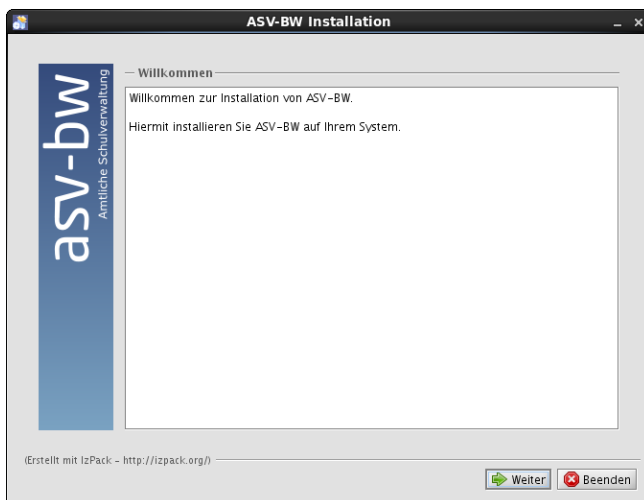 ASV-BW Installation
asv-bw
Amtliche Schulverwaltung
Willkommen
Willkommen zur Installation von ASV-BW.
Hiermit installieren Sie ASV-BW auf Ihrem System.
(Erstellt mit IzPack - http://izpack.org/)
Weiter
Beenden